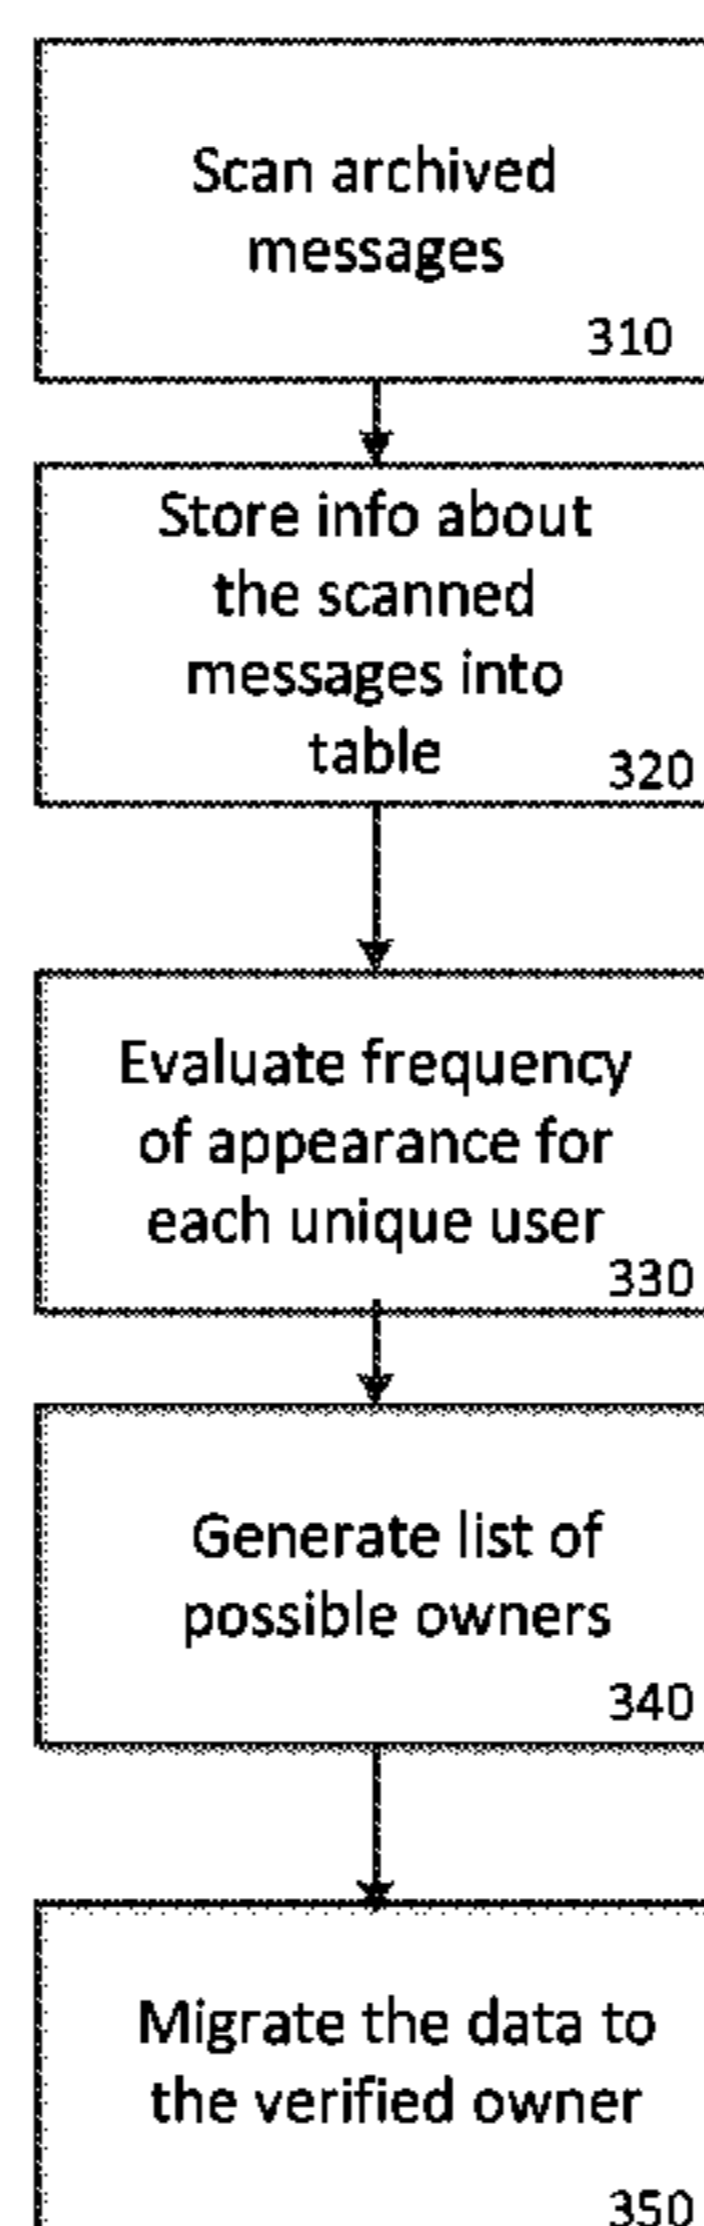 Scan archived
messages
310
Store info about
the scanned
messages into
table
320
Evaluate frequency
of appearance for
each unique user
330
Generate list of
possible owners
340
Migrate the data to
the verified owner
350